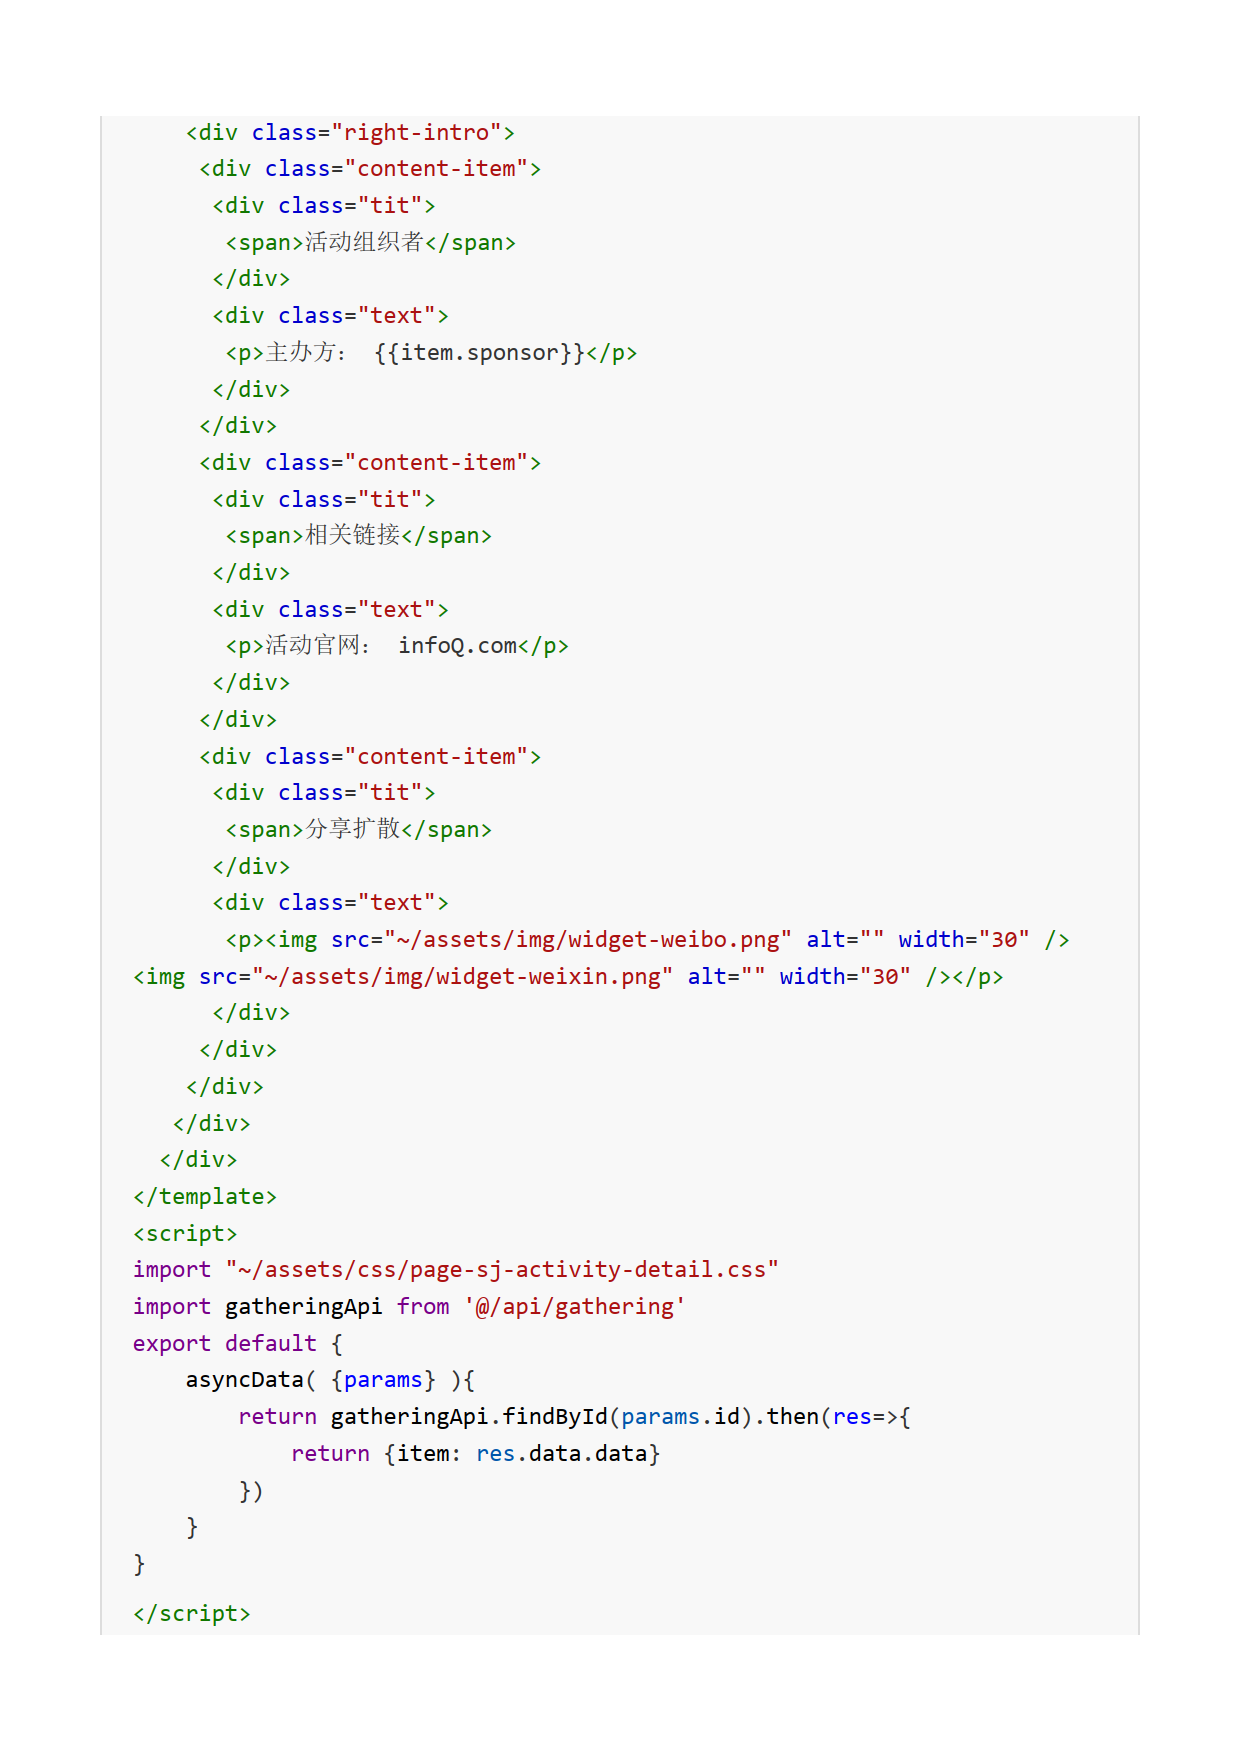 <div class="right-intro">
<div class="content-item">
<div class="tit">
<span>活动组织者</span>
</div>
<div class="text">
<p>主办方： {{item.sponsor}}</p>
</div>
</div>
<div class="content-item">
<div class="tit">
<span>相关链接</span>
</div>
<div class="text">
<p>活动官网： infoQ.com</p>
</div>
</div>
<div class="content-item">
<div class="tit">
<span>分享扩散</span>
</div>
<div class="text">
<p><img src="~/assets/img/widget-weibo.png" alt="" width="30" />
<img src="~/assets/img/widget-weixin.png" alt="" width="30" /></p>
</div>
</div>
</div>
</div>
</div>
</template>
<script>
import "~/assets/css/page-sj-activity-detail.css"
import gatheringApi from '@/api/gathering'
export default {
asyncData( {params} ){
return gatheringApi.findById(params.id).then(res=>{
return {item: res.data.data}
})
}
}
</script>